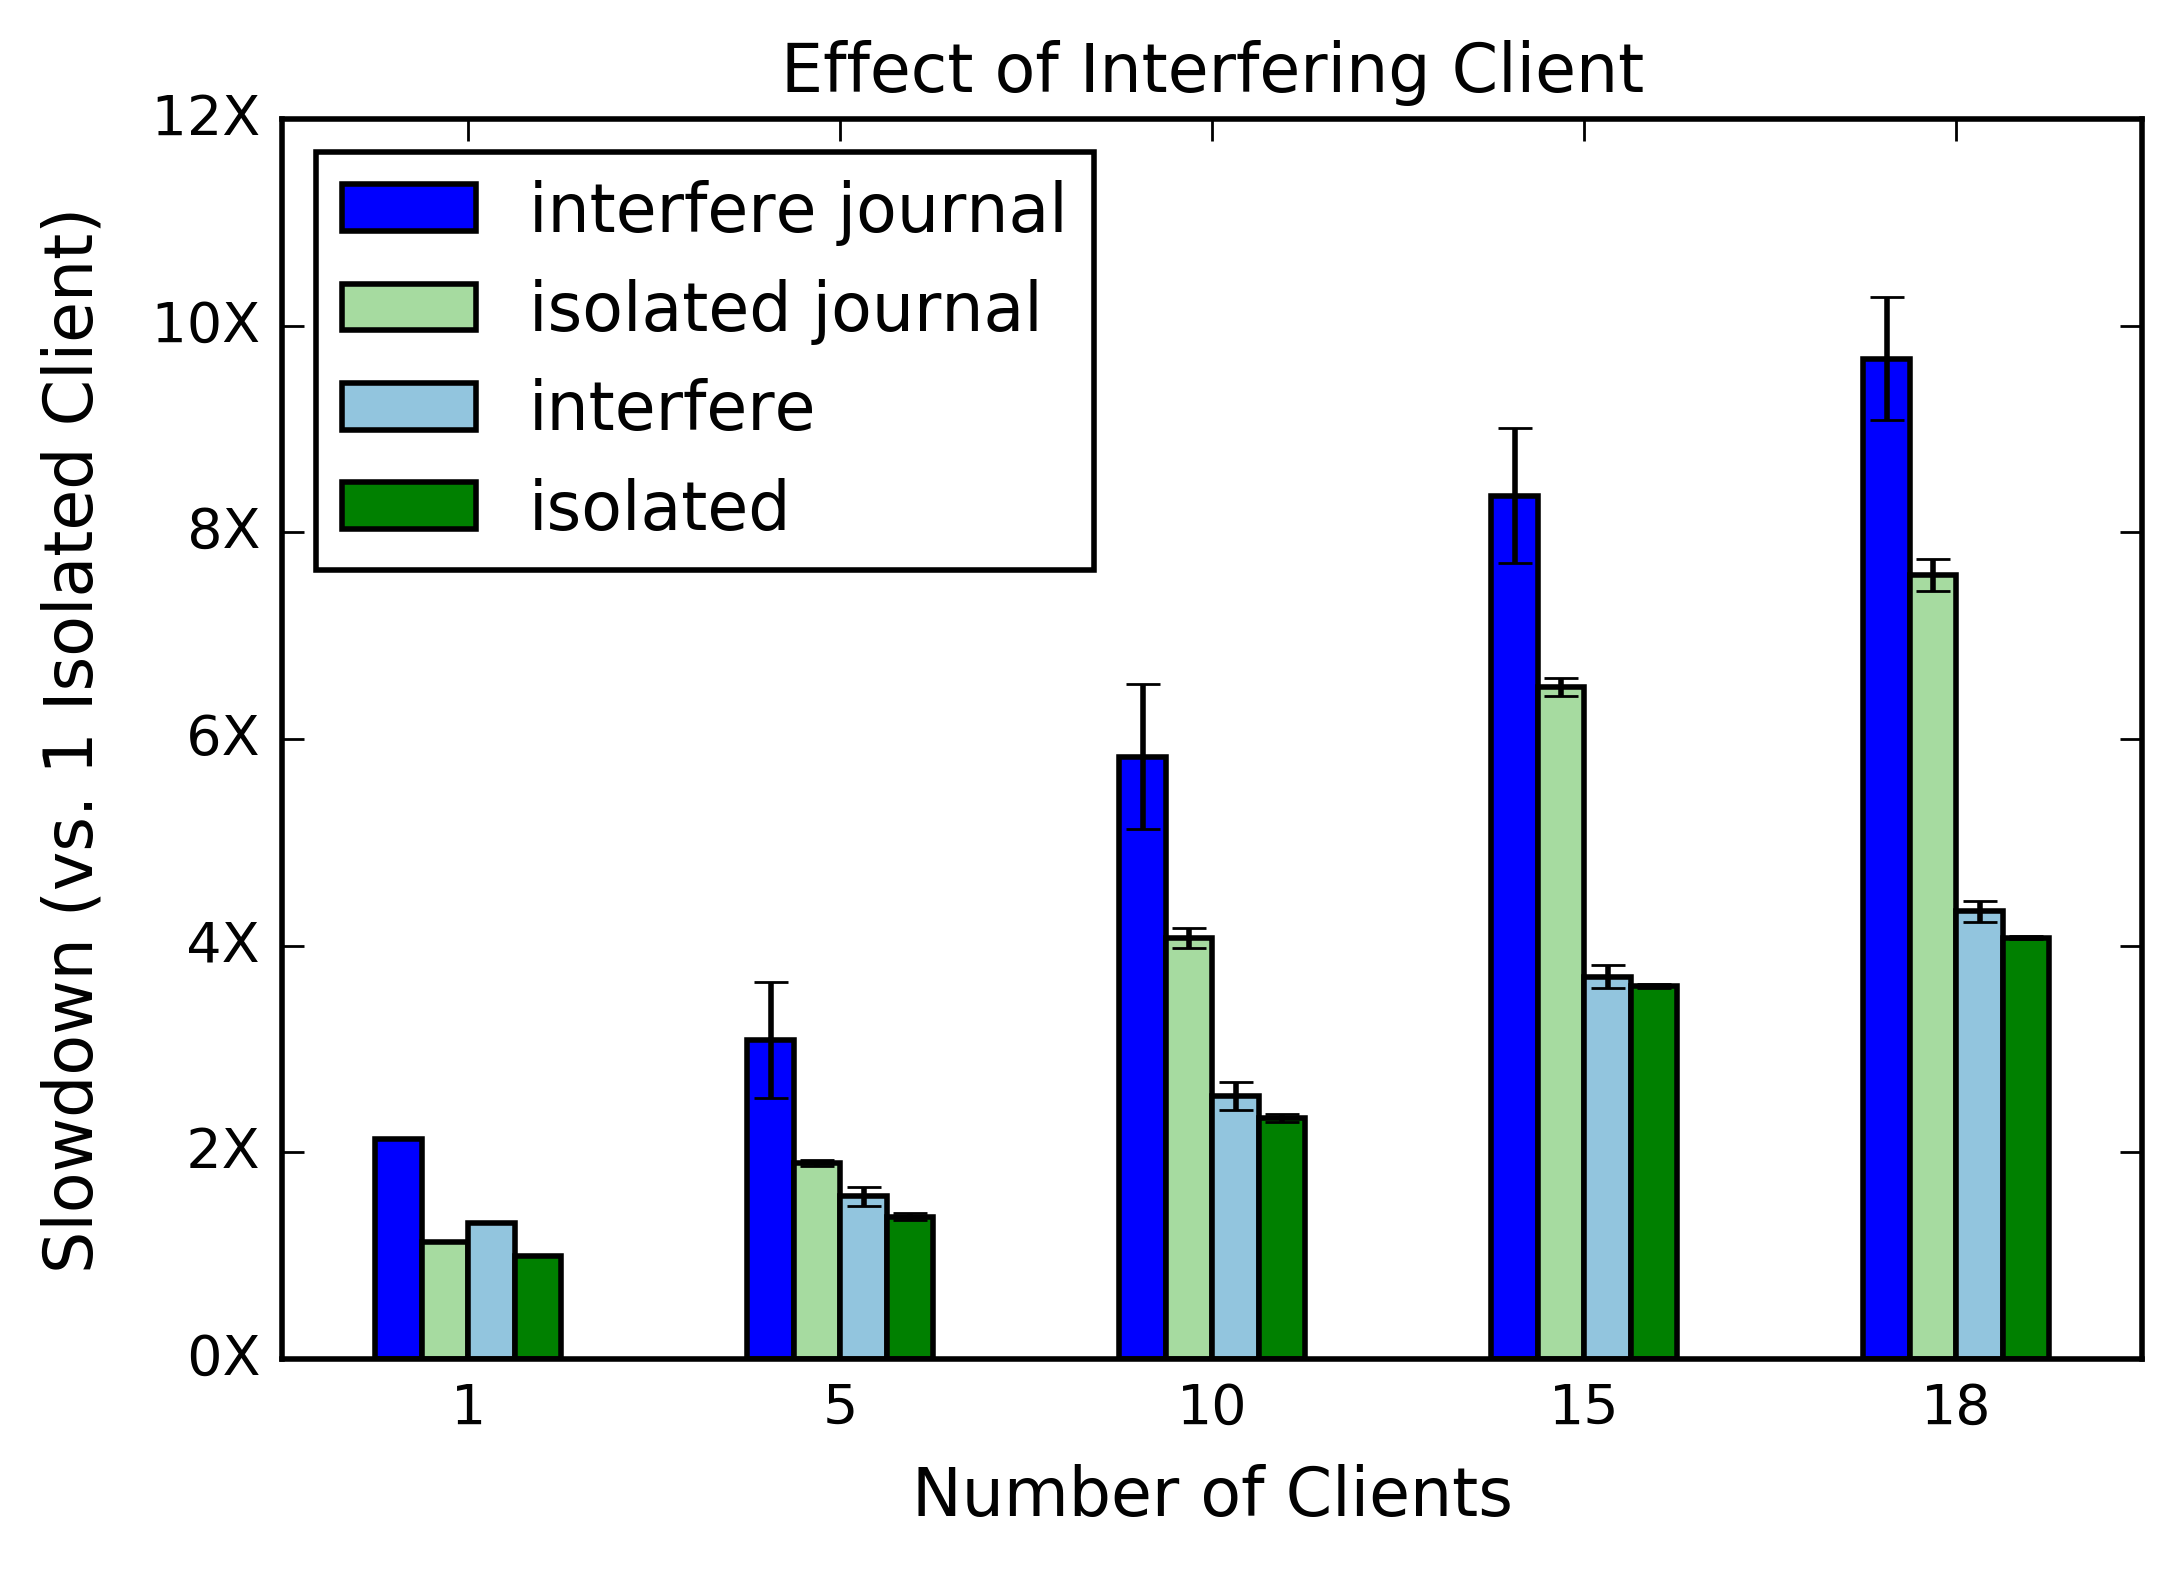 Effect of Interfering Client
Slowdown (vs. 1 Isolated Client)
12X
10X
8X
6X
4X
2X
0X
interfere journal
isolated journal
interfere
isolated
1 5 10 15 18
Number of Clients